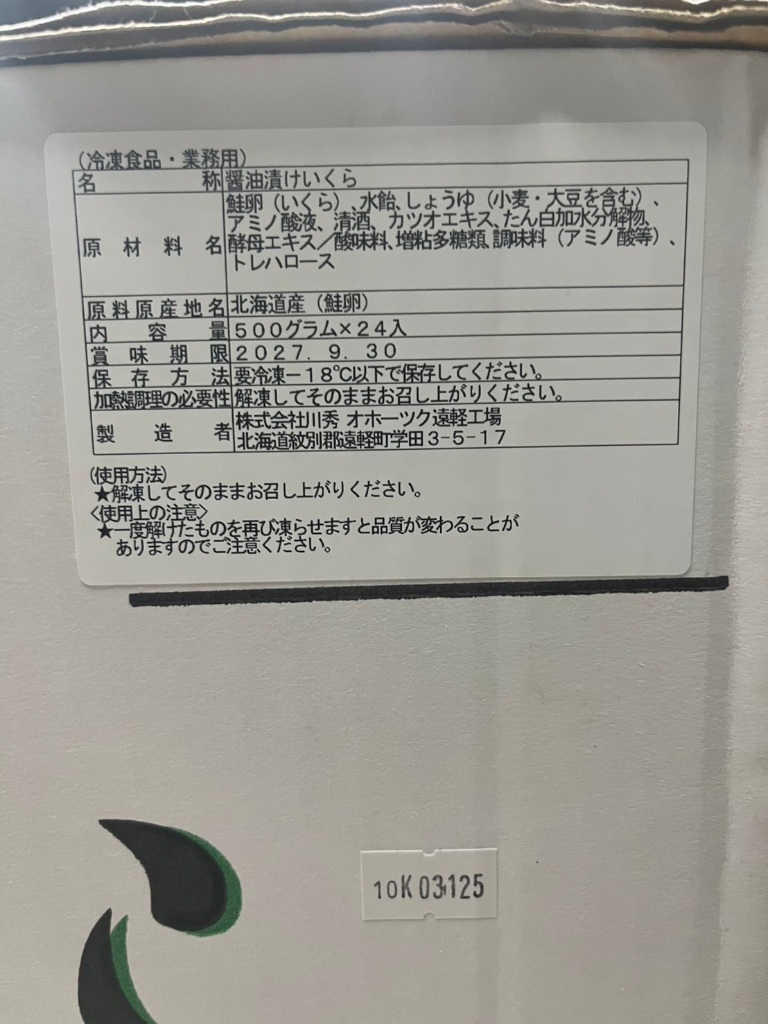 (冷凍食品・業務用)
名称 醤油漬けいくら
原材料名 鮭卵(いくら)、水飴、しょうゆ(小麦・大豆を含む)、
アミノ酸液、清酒、カツオエキス、たん白加水分解物、
酵母エキス/酸味料、増粘多糖類、調味料(アミノ酸等)、
トレハロース
原料原産地名 北海道産(鮭卵)
内容量 500グラム×24入
賞味期限 2027. 9. 30
保存方法 要冷凍-18℃以下で保存してください。
加熱調理の必要性 解凍してそのままお召し上がりください。
製造者 株式会社川秀 オホーツク遠軽工場
北海道紋別郡遠軽町学田3-5-17
(使用方法)
★解凍してそのままお召し上がりください。
<使用上の注意>
★一度解けたものを再び凍らせますと品質が変わることが
ありますのでご注意ください。
10K 03.125